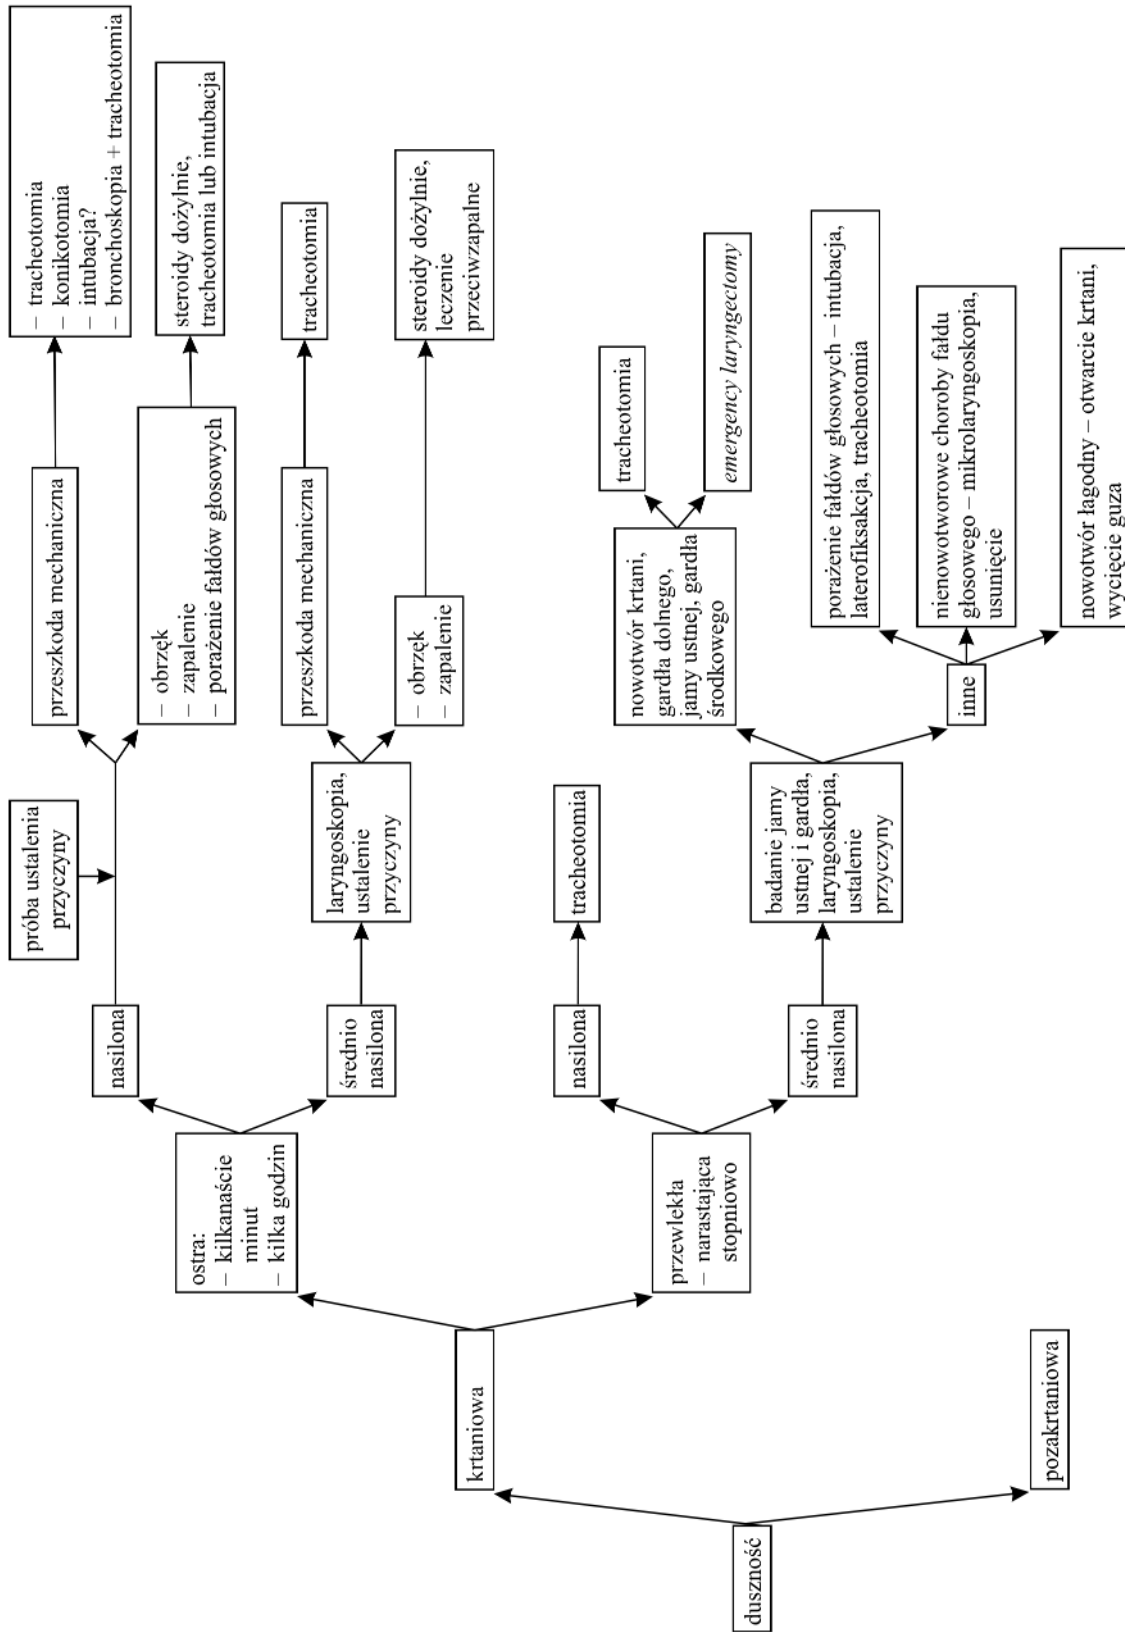 duszność
krtaniowa
pozakrtaniowa
ostra:
– kilkanaście
minut
– kilka godzin
przewlekła
– narastająca
stopniowo
nasilona
średnio
nasilona
nasilona
średnio
nasilona
próba ustalenia
przyczyny
laryngoskopia,
ustalenie
przyczyny
tracheotomia
badanie jamy
ustnej i gardła,
laryngoskopia,
ustalenie
przyczyny
przeszkoda mechaniczna
– obrzęk
– zapalenie
– porażenie fałdów głosowych
przeszkoda mechaniczna
– obrzęk
– zapalenie
nowotwór krtani,
gardła dolnego,
jamy ustnej, gardła
środkowego
inne
– tracheotomia
– konikotomia
– intubacja?
– bronchoskopia + tracheotomia
steroidy dożylnie,
tracheotomia lub intubacja
tracheotomia
steroidy dożylnie,
leczenie
przeciwzapalne
tracheotomia
emergency laryngectomy
porażenie fałdów głosowych – intubacja,
laterofiksakcja, tracheotomia
nienowotworowe choroby fałdu
głosowego – mikrolaryngoskopia,
usunięcie
nowotwór łagodny – otwarcie krtani,
wycięcie guza